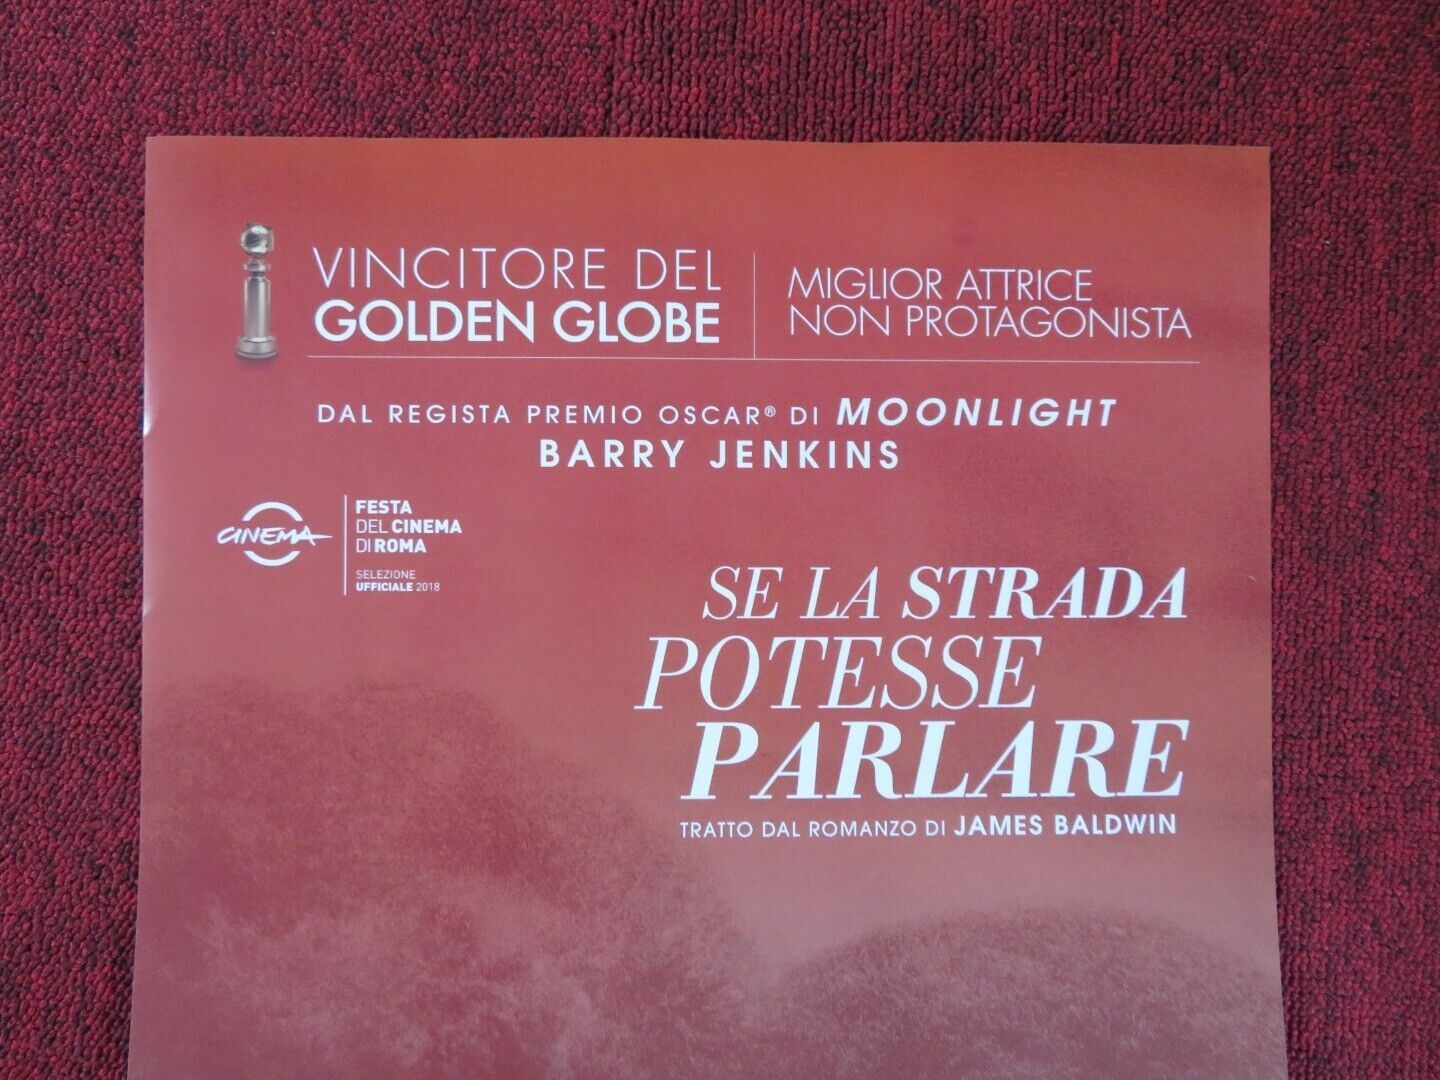 VINCITORE DEL
GOLDEN GLOBE
MIGLIOR ATTRICE
NON PROTAGONISTA
DAL REGISTA PREMIO OSCAR® DI MOONLIGHT
BARRY JENKINS
CINEMA
FESTA
DEL CINEMA
DI ROMA
SELEZIONE
UFFICIALE 2018
SE LA STRADA
POTESSE
PARLARE
TRATTO DAL ROMANZO DI JAMES BALDWIN